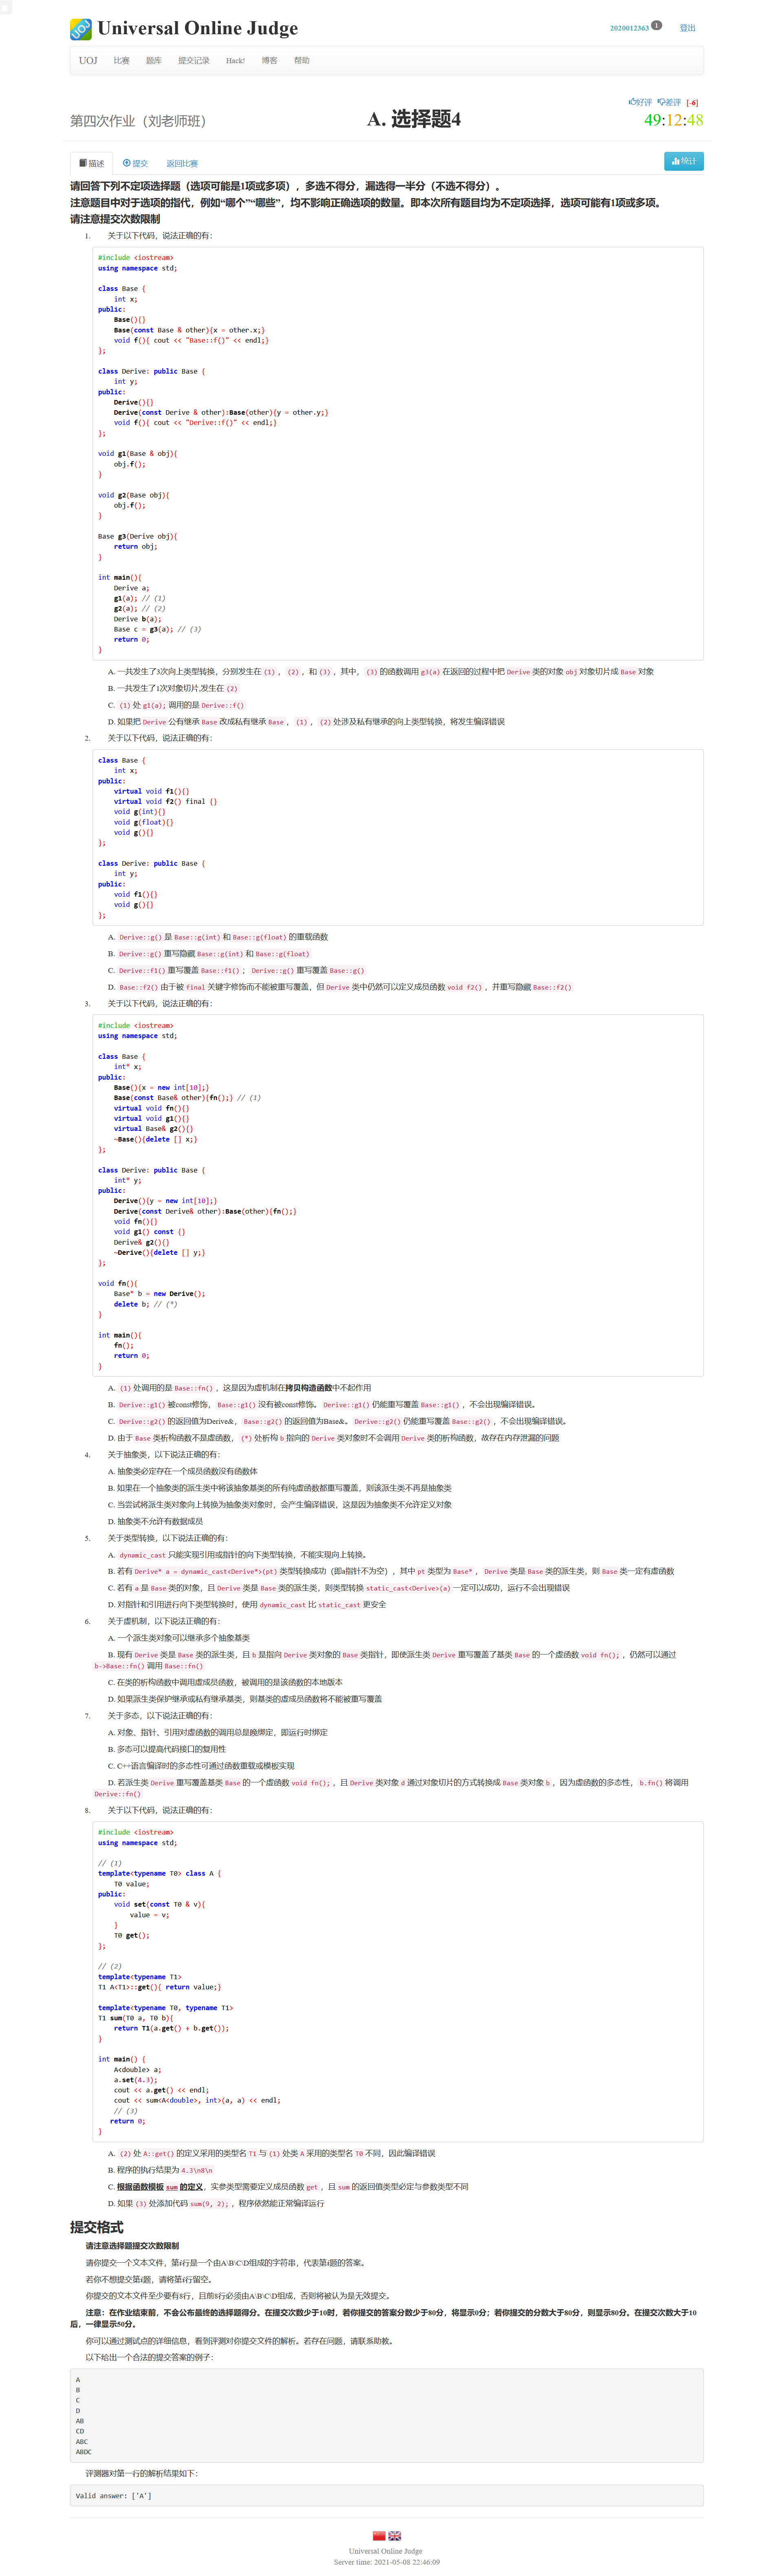 Universal Online Judge
2020012363 1 登出
UOJ 比赛 题库 提交记录 Hack! 博客 帮助
好评 差评 [-6]
第四次作业（刘老师班）
A. 选择题4
49:12:48
描述 提交 返回比赛 统计
请回答下列不定项选择题（选项可能是1项或多项），多选不得分，漏选得一半分（不选不得分）。
注意题目中对于选项的指代，例如“哪个”“哪些”，均不影响正确选项的数量。即本次所有题目均为不定项选择，选项可能有1项或多项。
请注意提交次数限制
1. 关于以下代码，说法正确的有：
#include <iostream>
using namespace std;
class Base {
int x;
public:
Base(){}
Base(const Base & other){x = other.x;}
void f(){ cout << "Base::f()" << endl;}
};
class Derive: public Base {
int y;
public:
Derive(){}
Derive(const Derive & other):Base(other){y = other.y;}
void f(){ cout << "Derive::f()" << endl;}
};
void g1(Base & obj){
obj.f();
}
void g2(Base obj){
obj.f();
}
Base g3(Derive obj){
return obj;
}
int main(){
Derive a;
g1(a); // (1)
g2(a); // (2)
Derive b(a);
Base c = g3(a); // (3)
return 0;
}
A. 一共发生了3次向上类型转换，分别发生在 (1) ， (2) ，和 (3) ，其中， (3) 的函数调用 g3(a) 在返回的过程中把 Derive 类的对象 obj 对象切片成 Base 对象
B. 一共发生了1次对象切片,发生在 (2)
C. (1) 处 g1(a); 调用的是 Derive::f()
D. 如果把 Derive 公有继承 Base 改成私有继承 Base ， (1) ， (2) 处涉及私有继承的向上类型转换，将发生编译错误
2. 关于以下代码，说法正确的有：
class Base {
int x;
public:
virtual void f1(){}
virtual void f2() final {}
void g(int){}
void g(float){}
void g(){}
};
class Derive: public Base {
int y;
public:
void f1(){}
void g(){}
};
A. Derive::g() 是 Base::g(int) 和 Base::g(float) 的重载函数
B. Derive::g() 重写隐藏 Base::g(int) 和 Base::g(float)
C. Derive::f1() 重写覆盖 Base::f1() ； Derive::g() 重写覆盖 Base::g()
D. Base::f2() 由于被 final 关键字修饰而不能被重写覆盖，但 Derive 类中仍然可以定义成员函数 void f2() ，并重写隐藏 Base::f2()
3. 关于以下代码，说法正确的有：
#include <iostream>
using namespace std;
class Base {
int* x;
public:
Base(){x = new int[10];}
Base(const Base& other){fn();} // (1)
virtual void fn(){}
virtual void g1(){}
virtual Base& g2(){}
~Base(){delete [] x;}
};
class Derive: public Base {
int* y;
public:
Derive(){y = new int[10];}
Derive(const Derive& other):Base(other){fn();}
void fn(){}
void g1() const {}
Derive& g2(){}
~Derive(){delete [] y;}
};
void fn(){
Base* b = new Derive();
delete b; // (*)
}
int main(){
fn();
return 0;
}
A. (1) 处调用的是 Base::fn() ，这是因为虚机制在拷贝构造函数中不起作用
B. Derive::g1() 被const修饰， Base::g1() 没有被const修饰。 Derive::g1() 仍能重写覆盖 Base::g1() ，不会出现编译错误。
C. Derive::g2() 的返回值为Derive&， Base::g2() 的返回值为Base&。 Derive::g2() 仍能重写覆盖 Base::g2() ，不会出现编译错误。
D. 由于 Base 类析构函数不是虚函数， (*) 处析构 b 指向的 Derive 类对象时不会调用 Derive 类的析构函数，故存在内存泄漏的问题
4. 关于抽象类，以下说法正确的有：
A. 抽象类必定存在一个成员函数没有函数体
B. 如果在一个抽象类的派生类中将该抽象基类的所有纯虚函数都重写覆盖，则该派生类不再是抽象类
C. 当尝试将派生类对象向上转换为抽象类对象时，会产生编译错误，这是因为抽象类不允许定义对象
D. 抽象类不允许有数据成员
5. 关于类型转换，以下说法正确的有：
A. dynamic_cast 只能实现引用或指针的向下类型转换，不能实现向上转换。
B. 若有 Derive* a = dynamic_cast<Derive*>(pt) 类型转换成功（即a指针不为空），其中 pt 类型为 Base* ， Derive 类是 Base 类的派生类，则 Base 类一定有虚函数
C. 若有 a 是 Base 类的对象，且 Derive 类是 Base 类的派生类，则类型转换 static_cast<Derive>(a) 一定可以成功，运行不会出现错误
D. 对指针和引用进行向下类型转换时，使用 dynamic_cast 比 static_cast 更安全
6. 关于虚机制，以下说法正确的有：
A. 一个派生类对象可以继承多个抽象基类
B. 现有 Derive 类是 Base 类的派生类，且 b 是指向 Derive 类对象的 Base 类指针，即使派生类 Derive 重写覆盖了基类 Base 的一个虚函数 void fn(); ，仍然可以通过
b->Base::fn() 调用 Base::fn()
C. 在类的析构函数中调用虚成员函数，被调用的是该函数的本地版本
D. 如果派生类保护继承或私有继承基类，则基类的虚成员函数将不能被重写覆盖
7. 关于多态，以下说法正确的有：
A. 对象、指针、引用对虚函数的调用总是晚绑定，即运行时绑定
B. 多态可以提高代码接口的复用性
C. C++语言编译时的多态性可通过函数重载或模板实现
D. 若派生类 Derive 重写覆盖基类 Base 的一个虚函数 void fn(); ，且 Derive 类对象 d 通过对象切片的方式转换成 Base 类对象 b ，因为虚函数的多态性， b.fn() 将调用
Derive::fn()
8. 关于以下代码，说法正确的有：
#include <iostream>
using namespace std;
// (1)
template<typename T0> class A {
T0 value;
public:
void set(const T0 & v){
value = v;
}
T0 get();
};
// (2)
template<typename T1>
T1 A<T1>::get(){ return value;}
template<typename T0, typename T1>
T1 sum(T0 a, T0 b){
return T1(a.get() + b.get());
}
int main() {
A<double> a;
a.set(4.3);
cout << a.get() << endl;
cout << sum<A<double>, int>(a, a) << endl;
// (3)
return 0;
}
A. (2) 处 A::get() 的定义采用的类型名 T1 与 (1) 处类 A 采用的类型名 T0 不同，因此编译错误
B. 程序的执行结果为 4.3\n8\n
C. 根据函数模板 sum 的定义，实参类型需要定义成员函数 get ，且 sum 的返回值类型必定与参数类型不同
D. 如果 (3) 处添加代码 sum(9, 2); ，程序依然能正常编译运行
提交格式
请注意选择题提交次数限制
请你提交一个文本文件，第i行是一个由A\B\C\D组成的字符串，代表第i题的答案。
若你不想提交第i题，请将第i行留空。
你提交的文本文件至少要有8行，且前8行必须由A\B\C\D组成，否则将被认为是无效提交。
注意：在作业结束前，不会公布最终的选择题得分。在提交次数少于10时，若你提交的答案分数少于80分，将显示0分；若你提交的分数大于80分，则显示80分。在提交次数大于10
后，一律显示50分。
你可以通过测试点的详细信息，看到评测对你提交文件的解析。若存在问题，请联系助教。
以下给出一个合法的提交答案的例子：
A
B
C
D
AB
CD
ABC
ABDC
评测器对第一行的解析结果如下：
Valid answer: ['A']
Universal Online Judge
Server time: 2021-05-08 22:46:09